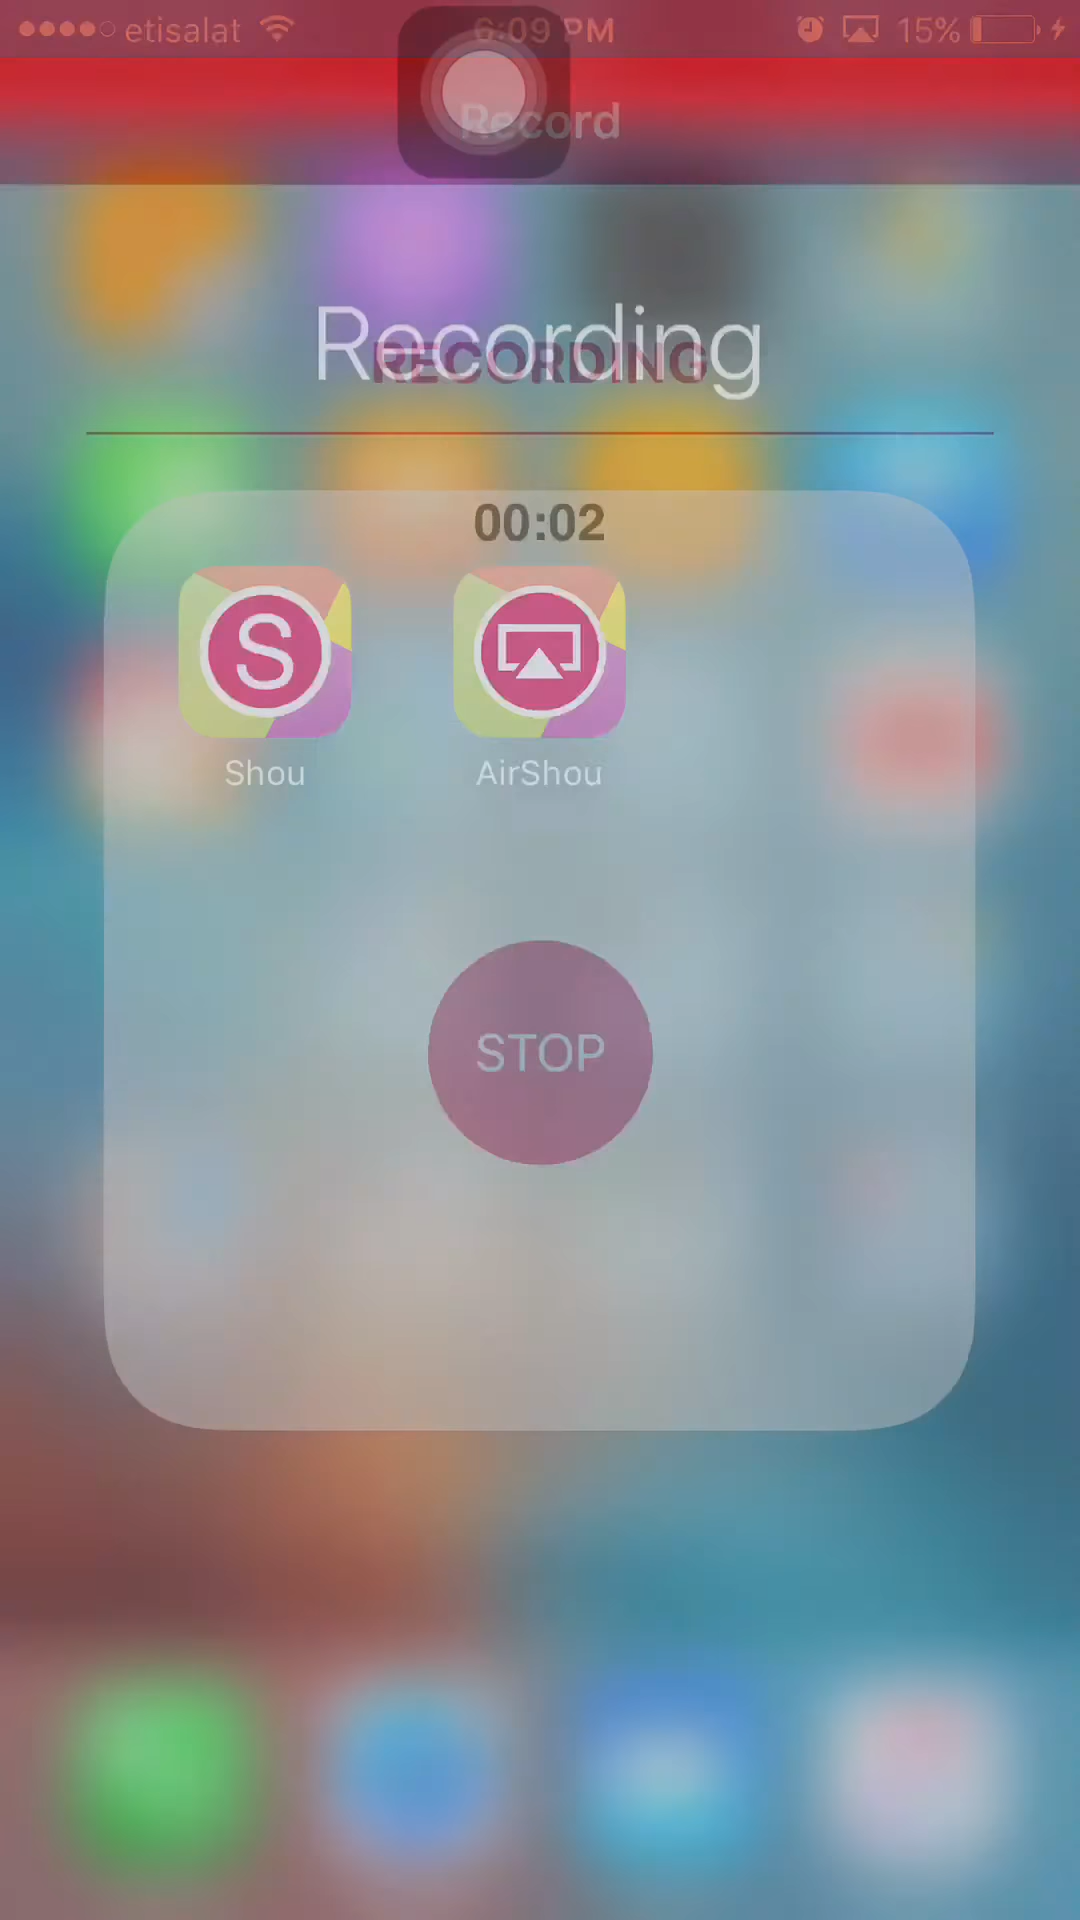 etisalat 6:09 PM 15%
Record
Recording
RECORDING
00:02
S
Shou AirShou
STOP